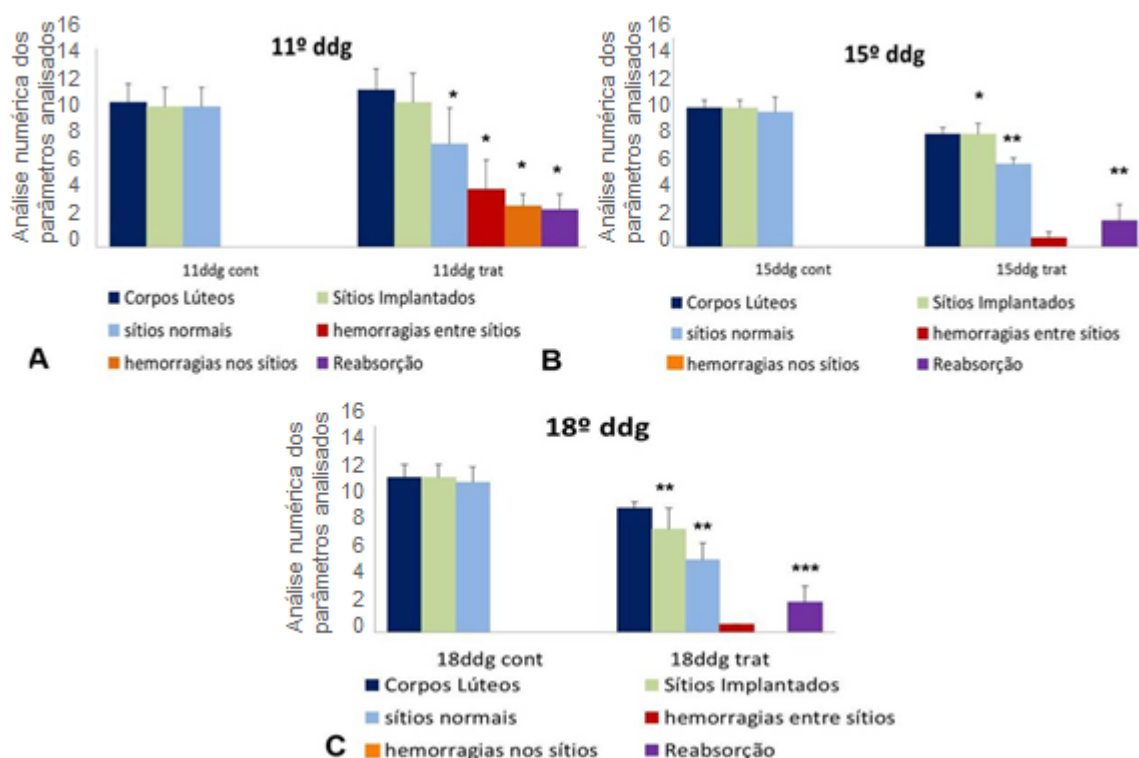 Análise numérica dos
parâmetros analisados
16
14
12
10
8
6
4
2
0
11º ddg
*
*
*
*
11ddg cont
11ddg trat
Corpos Lúteos
Sítios Implantados
sítios normais
hemorragias entre sítios
A
hemorragias nos sítios
Reabsorção
Análise numérica dos
parâmetros analisados
16
14
12
10
8
6
4
2
0
15º ddg
*
**
**
15ddg cont
15ddg trat
Corpos Lúteos
Sítios Implantados
sítios normais
hemorragias entre sítios
B
hemorragias nos sítios
Reabsorção
Análise numérica dos
parâmetros analisados
16
14
12
10
8
6
4
2
0
18º ddg
**
**
***
18ddg cont
18ddg trat
Corpos Lúteos
Sítios Implantados
sítios normais
hemorragias entre sítios
C
hemorragias nos sítios
Reabsorção